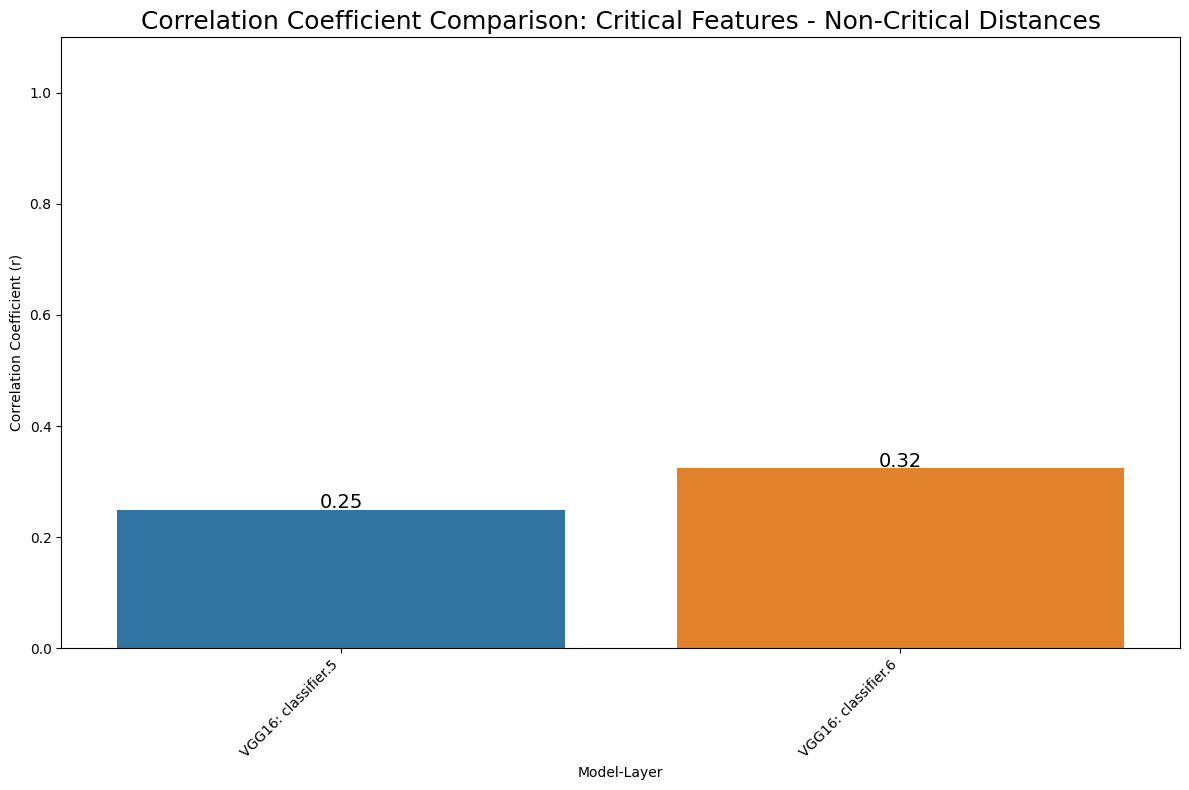 Correlation Coefficient Comparison: Critical Features - Non-Critical Distances
Correlation Coefficient (r)
1.0
0.8
0.6
0.4
0.2
0.0
0.25
0.32
VGG16: classifier.5
VGG16: classifier.6
Model-Layer